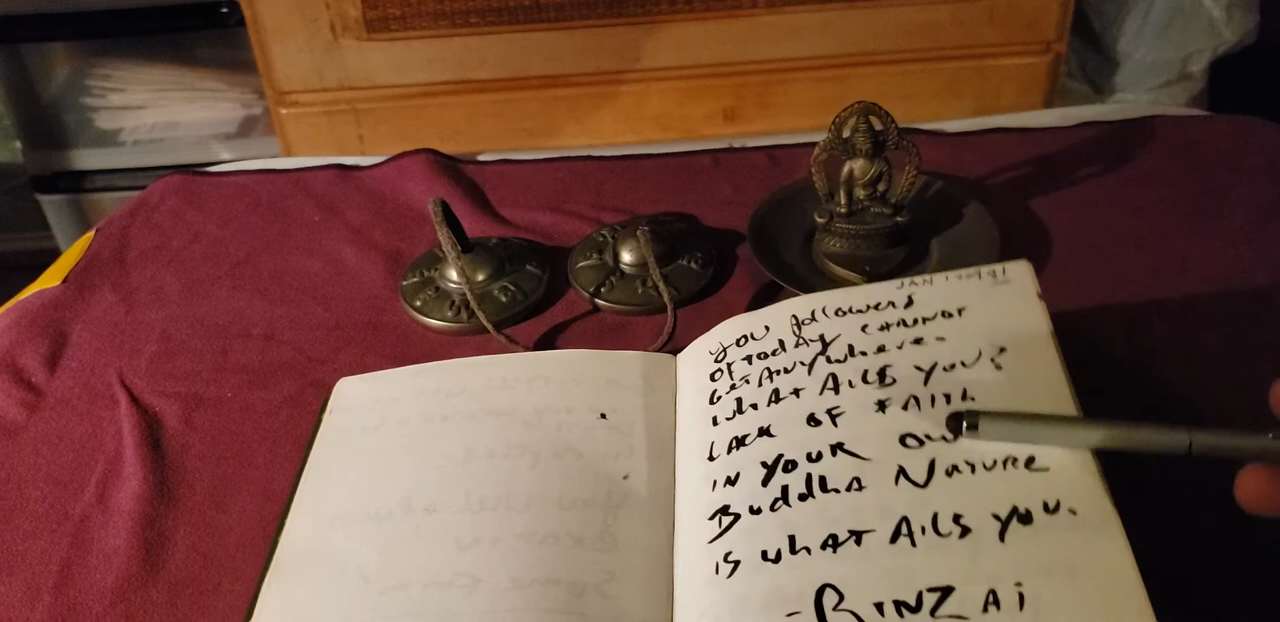 JAN
you followers
OF TODAY CANNOT
GET ANYwhere.
whAT AiLS you?
LACK OF FAITH
IN YOUR OWN
BuddhA NATURE
is whAT AiLS you.
- RINZAi